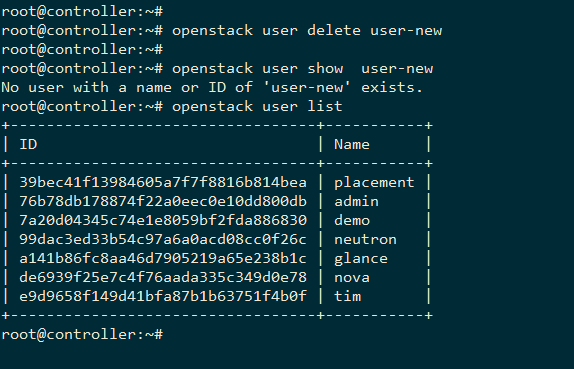 root@controller:~#
root@controller:~# openstack user delete user-new
root@controller:~#
root@controller:~# openstack user show  user-new
No user with a name or ID of 'user-new' exists.
root@controller:~# openstack user list
+----------------------------------+-----------+
| ID                               | Name      |
+----------------------------------+-----------+
| 39bec41f13984605a7f7f8816b814bea | placement |
| 76b78db178874f22a0eec0e10dd800db | admin     |
| 7a20d04345c74e1e8059bf2fda886830 | demo      |
| 99dac3ed33b54c97a6a0acd08cc0f26c | neutron   |
| a141b86fc8aa46d7905219a65e238b1c | glance    |
| de6939f25e7c4f76aada335c349d0e78 | nova      |
| e9d9658f149d41bfa87b1b63751f4b0f | tim       |
+----------------------------------+-----------+
root@controller:~#